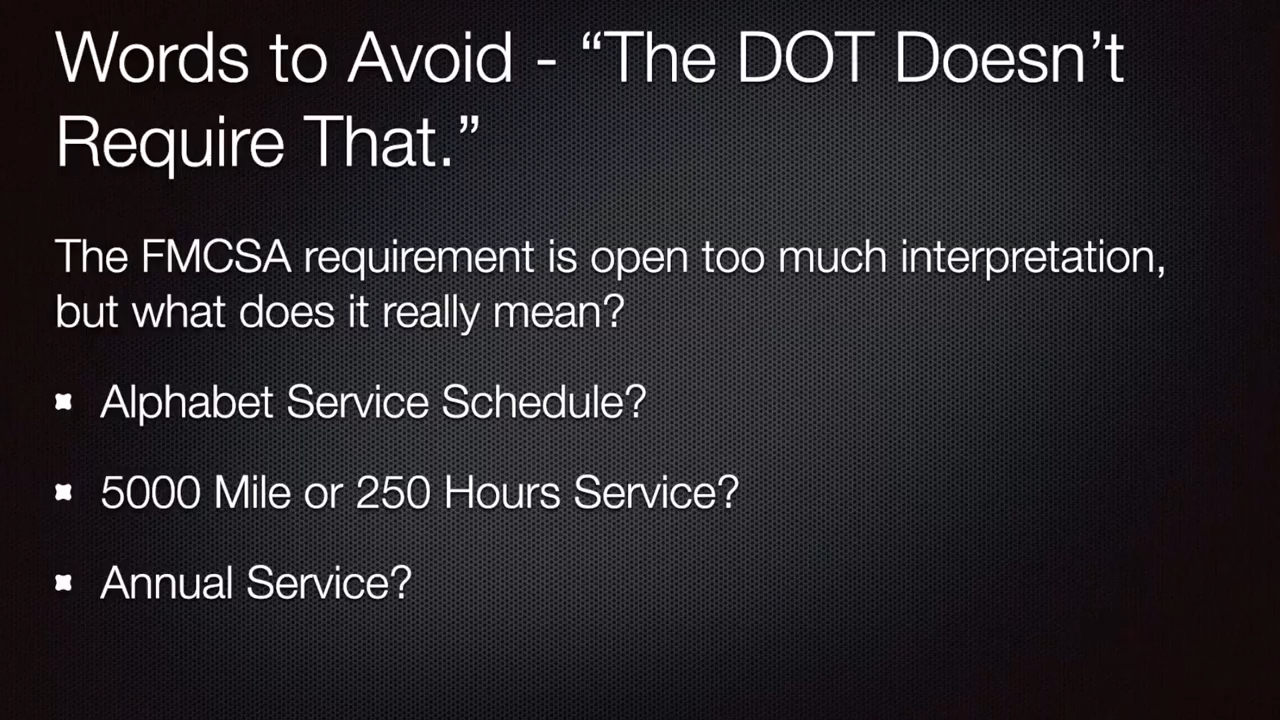 Words to Avoid - “The DOT Doesn’t
Require That.”
The FMCSA requirement is open too much interpretation,
but what does it really mean?
Alphabet Service Schedule?
5000 Mile or 250 Hours Service?
Annual Service?